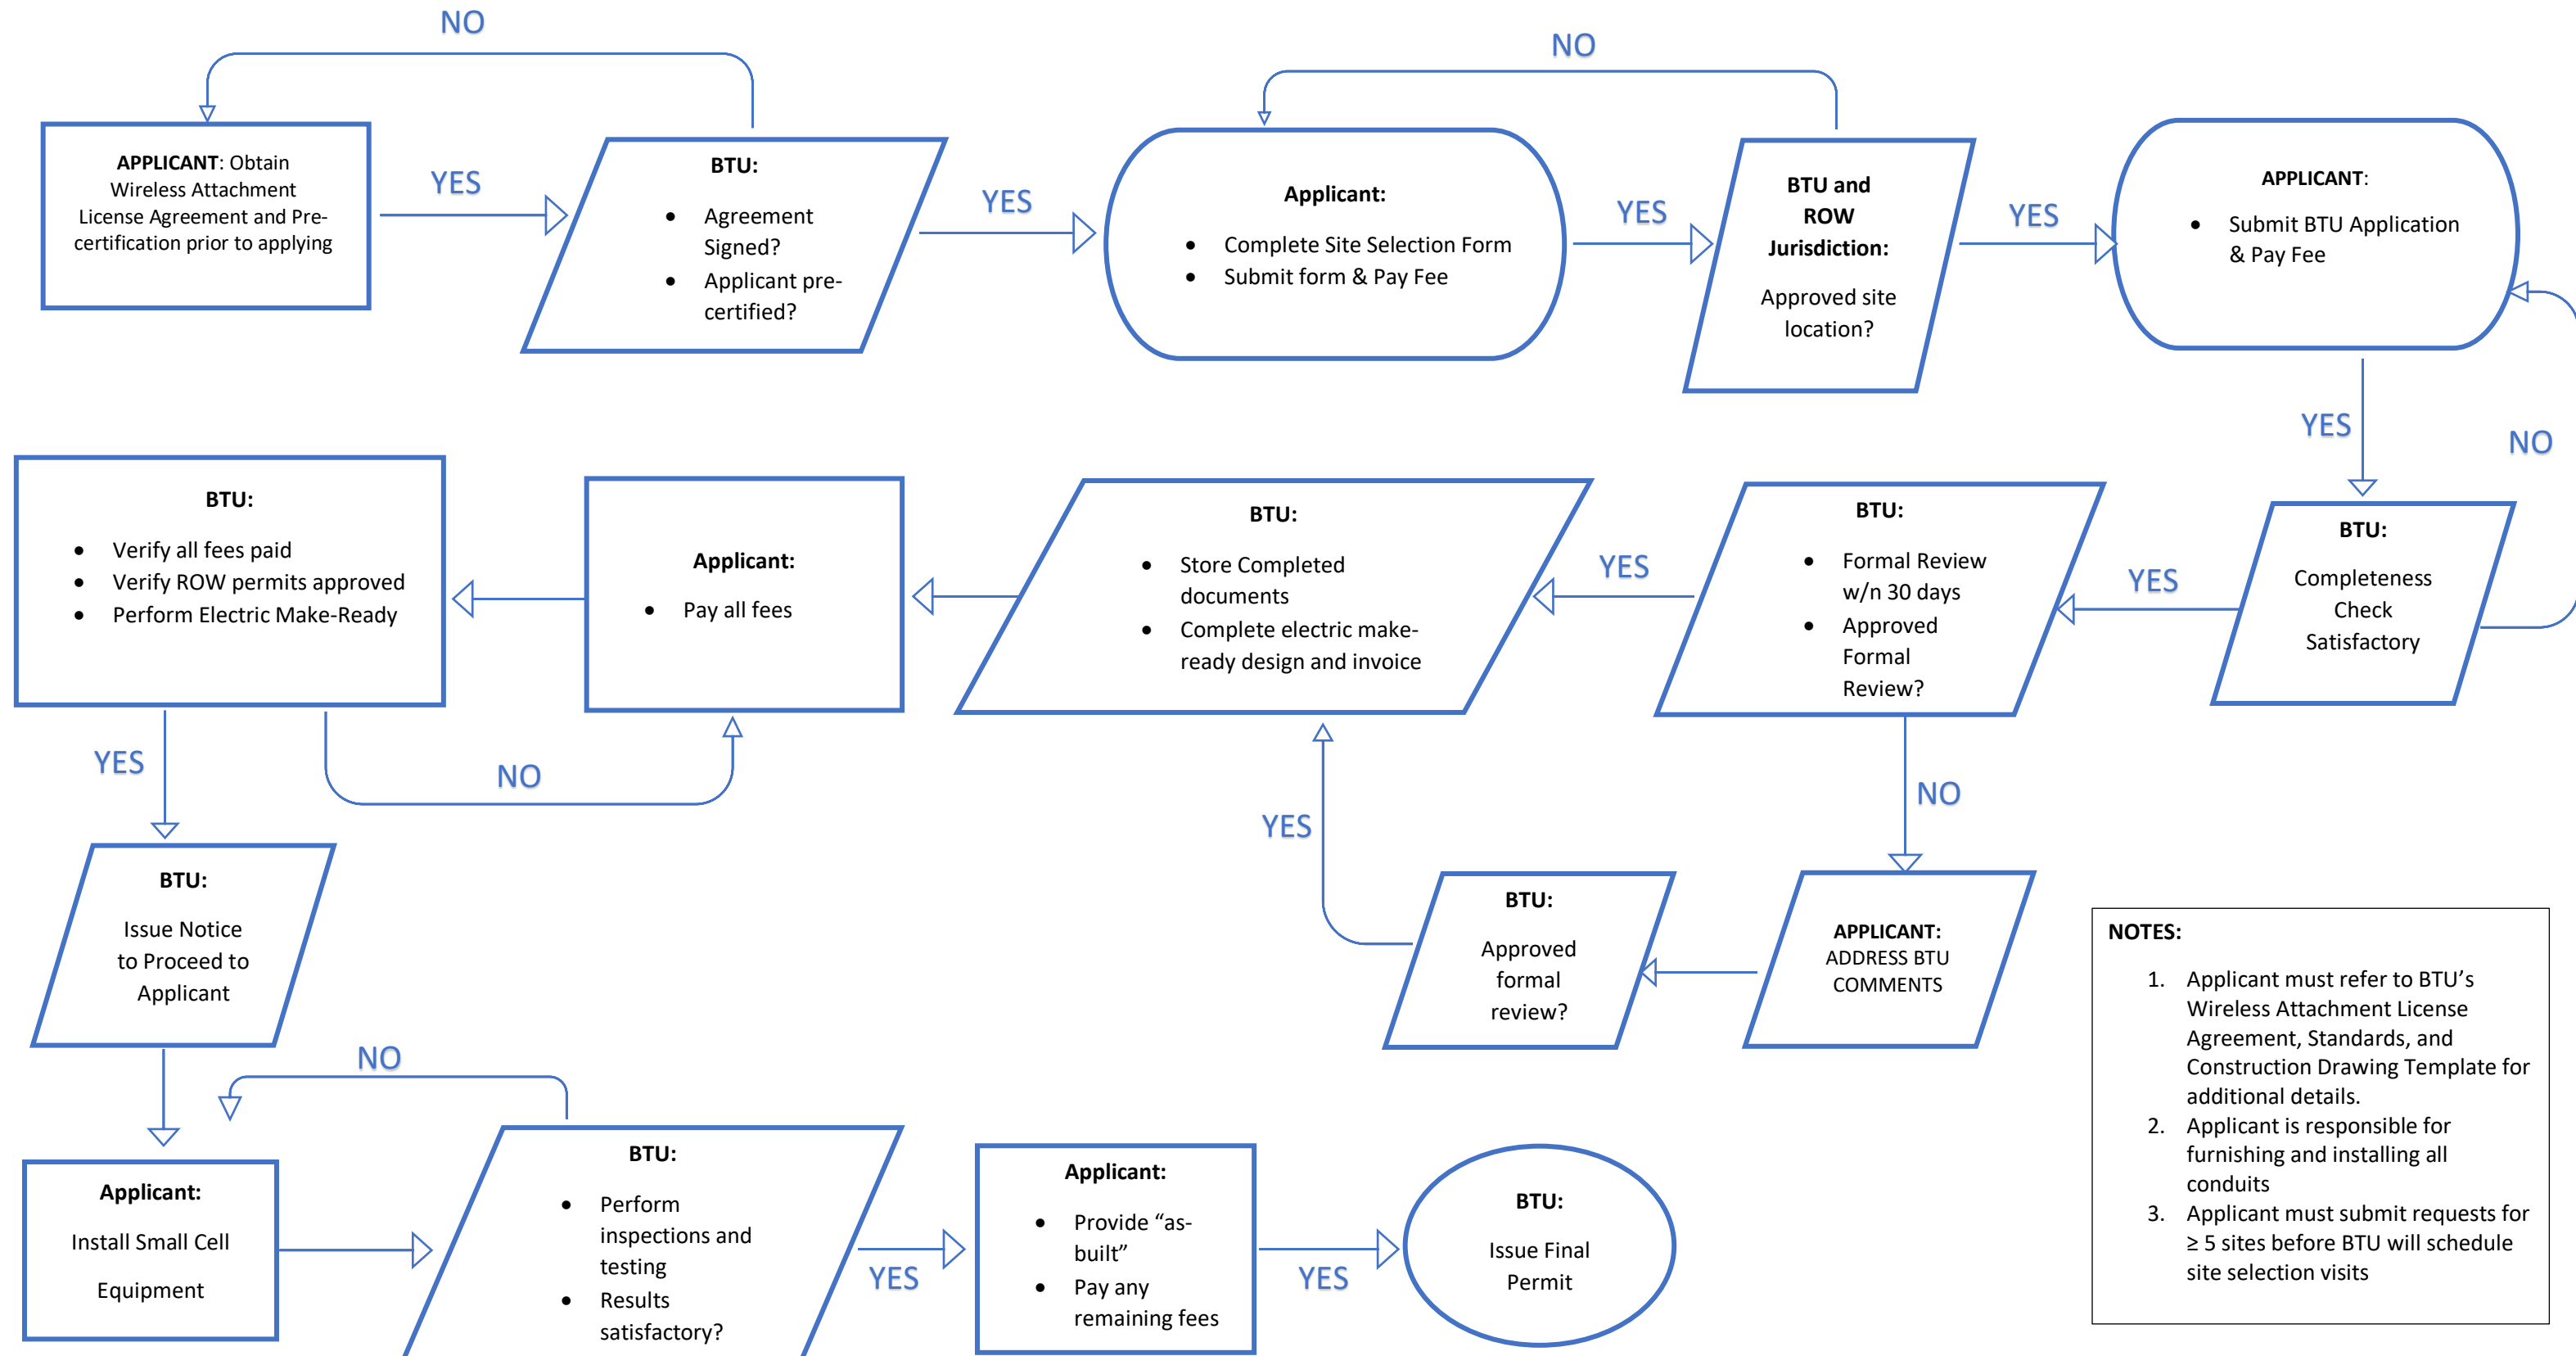 NO
APPLICANT: Obtain
Wireless Attachment
License Agreement and Pre-
certification prior to applying
YES
BTU:
• Agreement
Signed?
• Applicant pre-
certified?
YES
NO
Applicant:
• Complete Site Selection Form
• Submit form & Pay Fee
YES
BTU and
ROW
Jurisdiction:
Approved site
location?
YES
APPLICANT:
• Submit BTU Application
& Pay Fee
YES
NO
BTU:
Completeness
Check
Satisfactory
YES
BTU:
• Formal Review
w/n 30 days
• Approved
Formal
Review?
YES
BTU:
• Store Completed
documents
• Complete electric make-
ready design and invoice
Applicant:
• Pay all fees
BTU:
• Verify all fees paid
• Verify ROW permits approved
• Perform Electric Make-Ready
YES
NO
YES
NO
APPLICANT:
ADDRESS BTU
COMMENTS
BTU:
Approved
formal
review?
BTU:
Issue Notice
to Proceed to
Applicant
NO
Applicant:
Install Small Cell
Equipment
BTU:
• Perform
inspections and
testing
• Results
satisfactory?
YES
Applicant:
• Provide “as-
built”
• Pay any
remaining fees
YES
BTU:
Issue Final
Permit
NOTES:
1. Applicant must refer to BTU’s
Wireless Attachment License
Agreement, Standards, and
Construction Drawing Template for
additional details.
2. Applicant is responsible for
furnishing and installing all
conduits
3. Applicant must submit requests for
≥ 5 sites before BTU will schedule
site selection visits